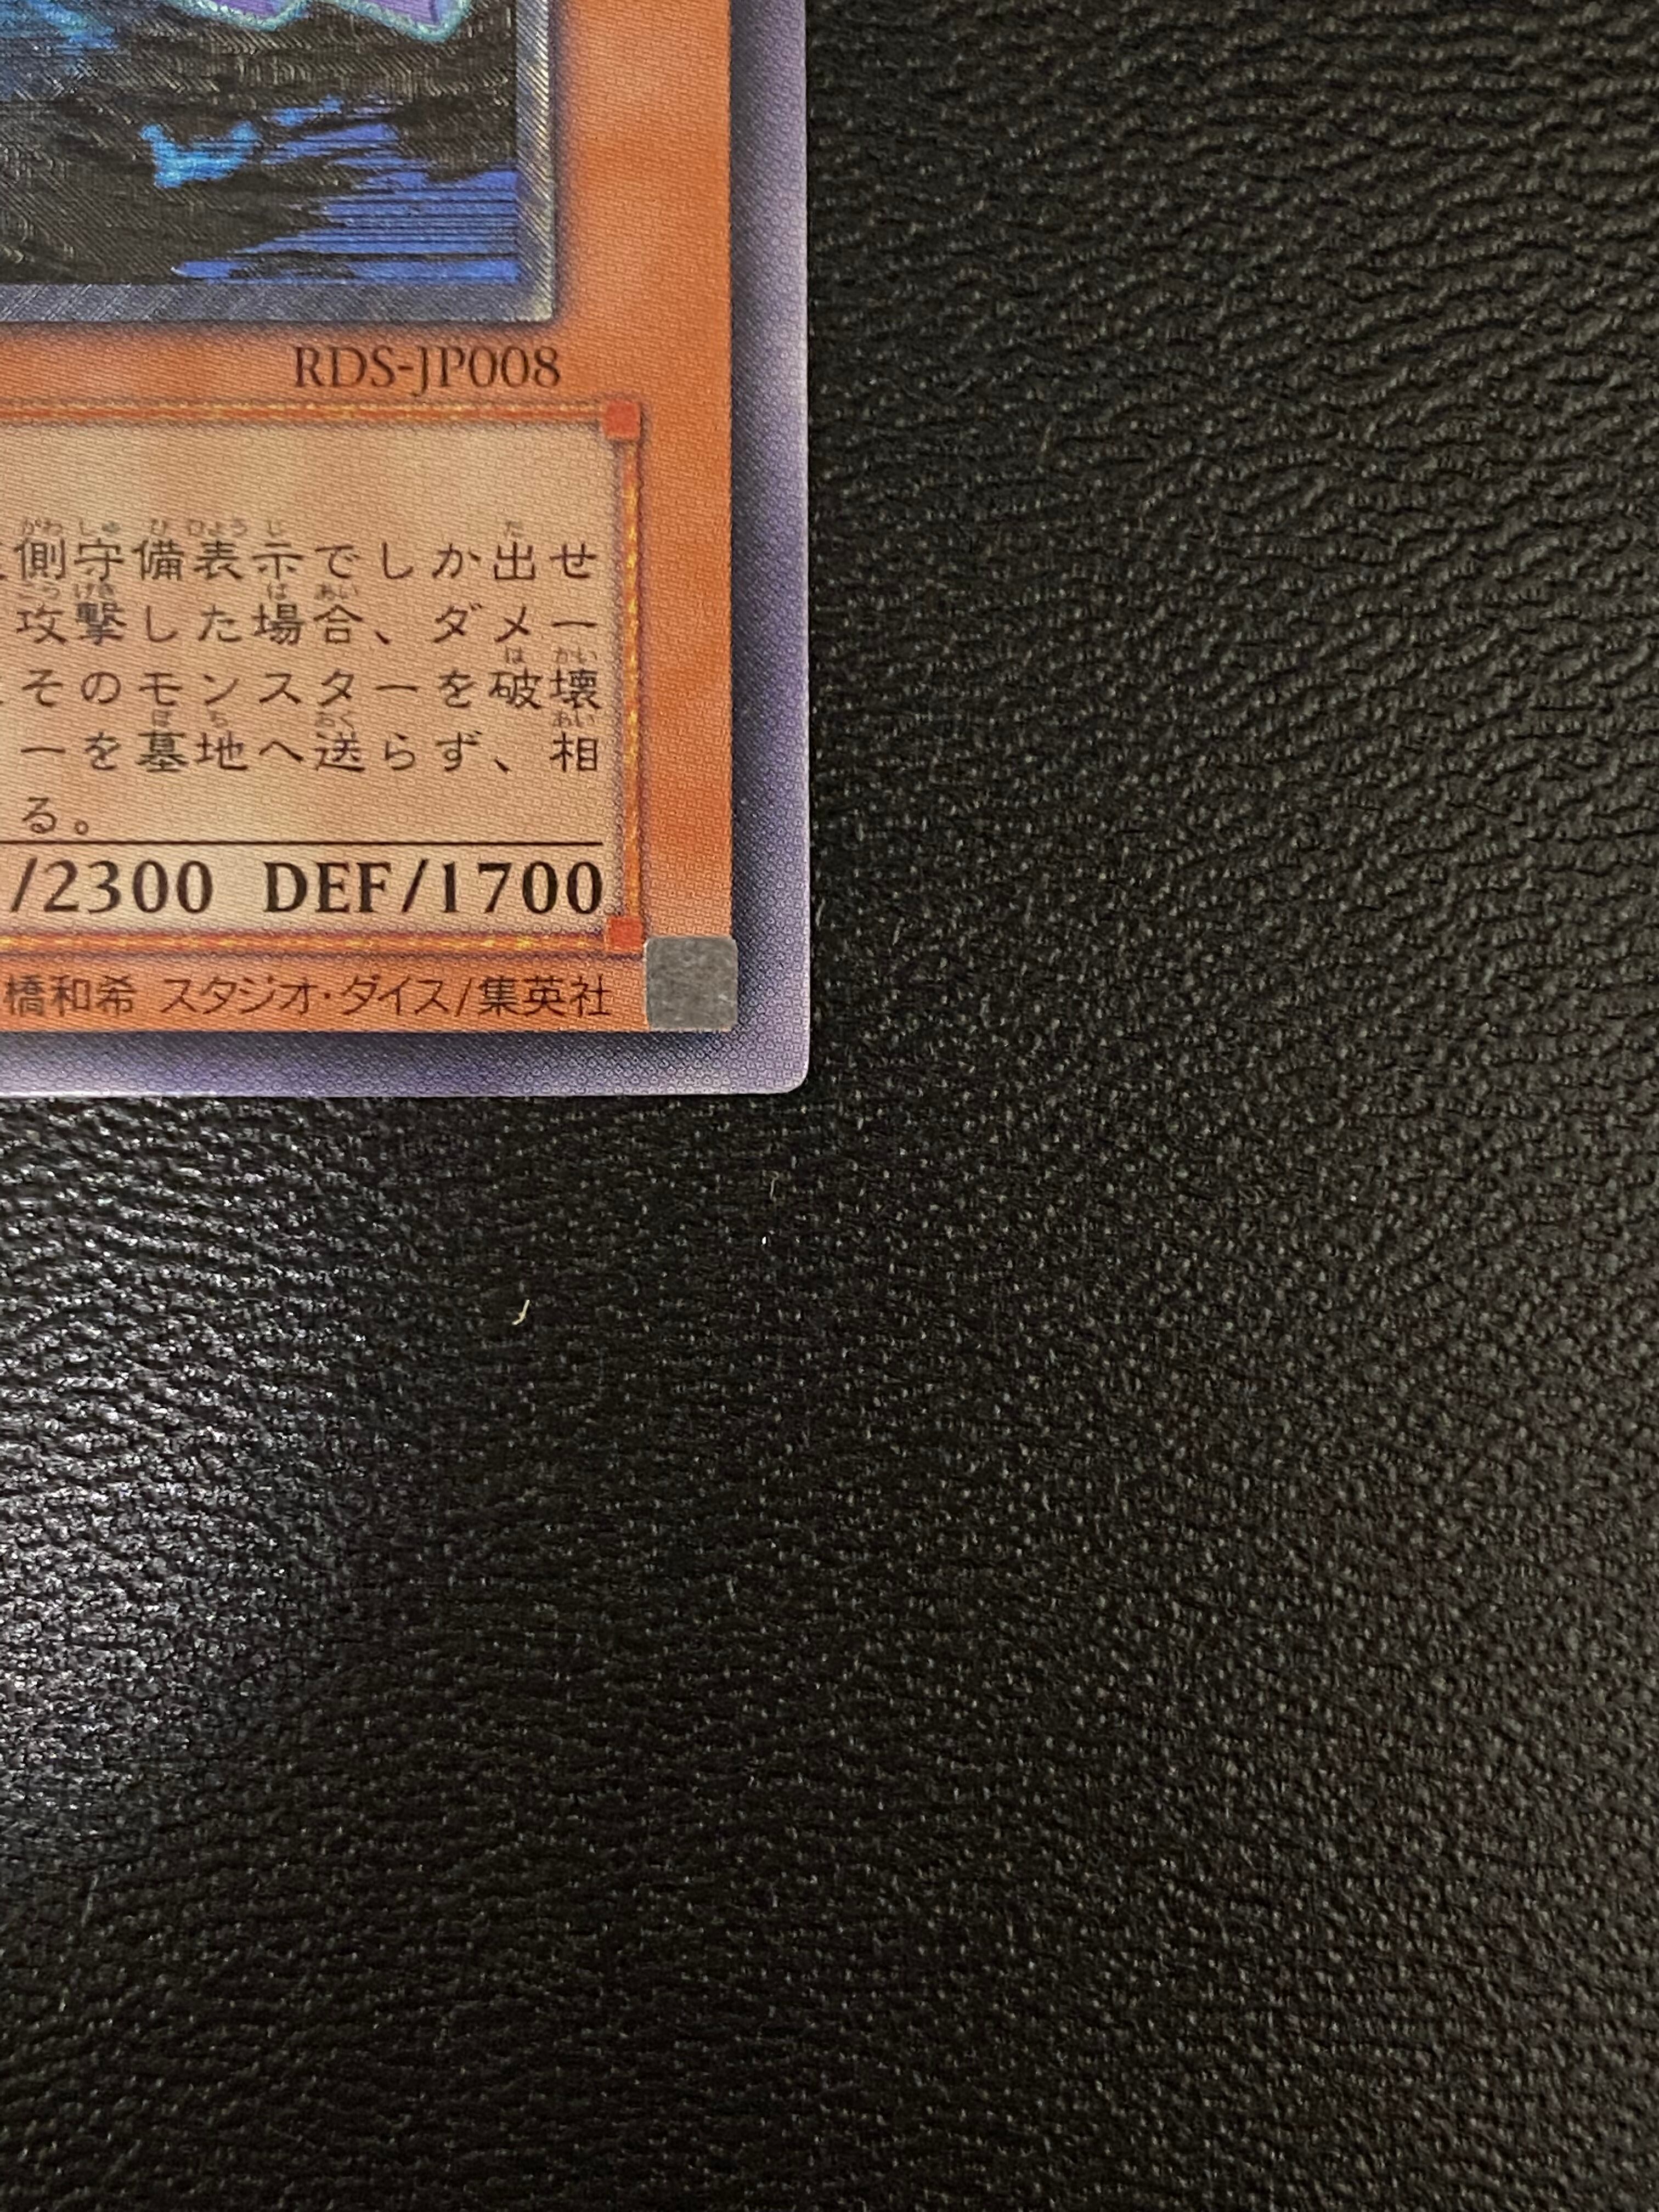 RDS-JP008
側守備表示でしか出せ
攻撃した場合、ダメー
そのモンスターを破壊
ーを墓地へ送らず、相
る。
/2300 DEF/1700
橋和希 スタジオ・ダイス/集英社